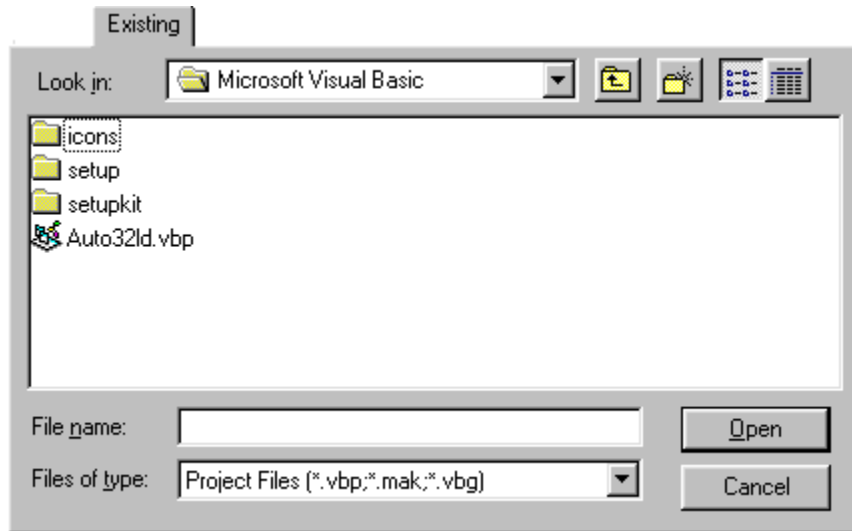 Existing
Look in: Microsoft Visual Basic
icons
setup
setupkit
Auto32ld.vbp
File name: Open
Files of type: Project Files (*.vbp;*.mak;*.vbg) Cancel